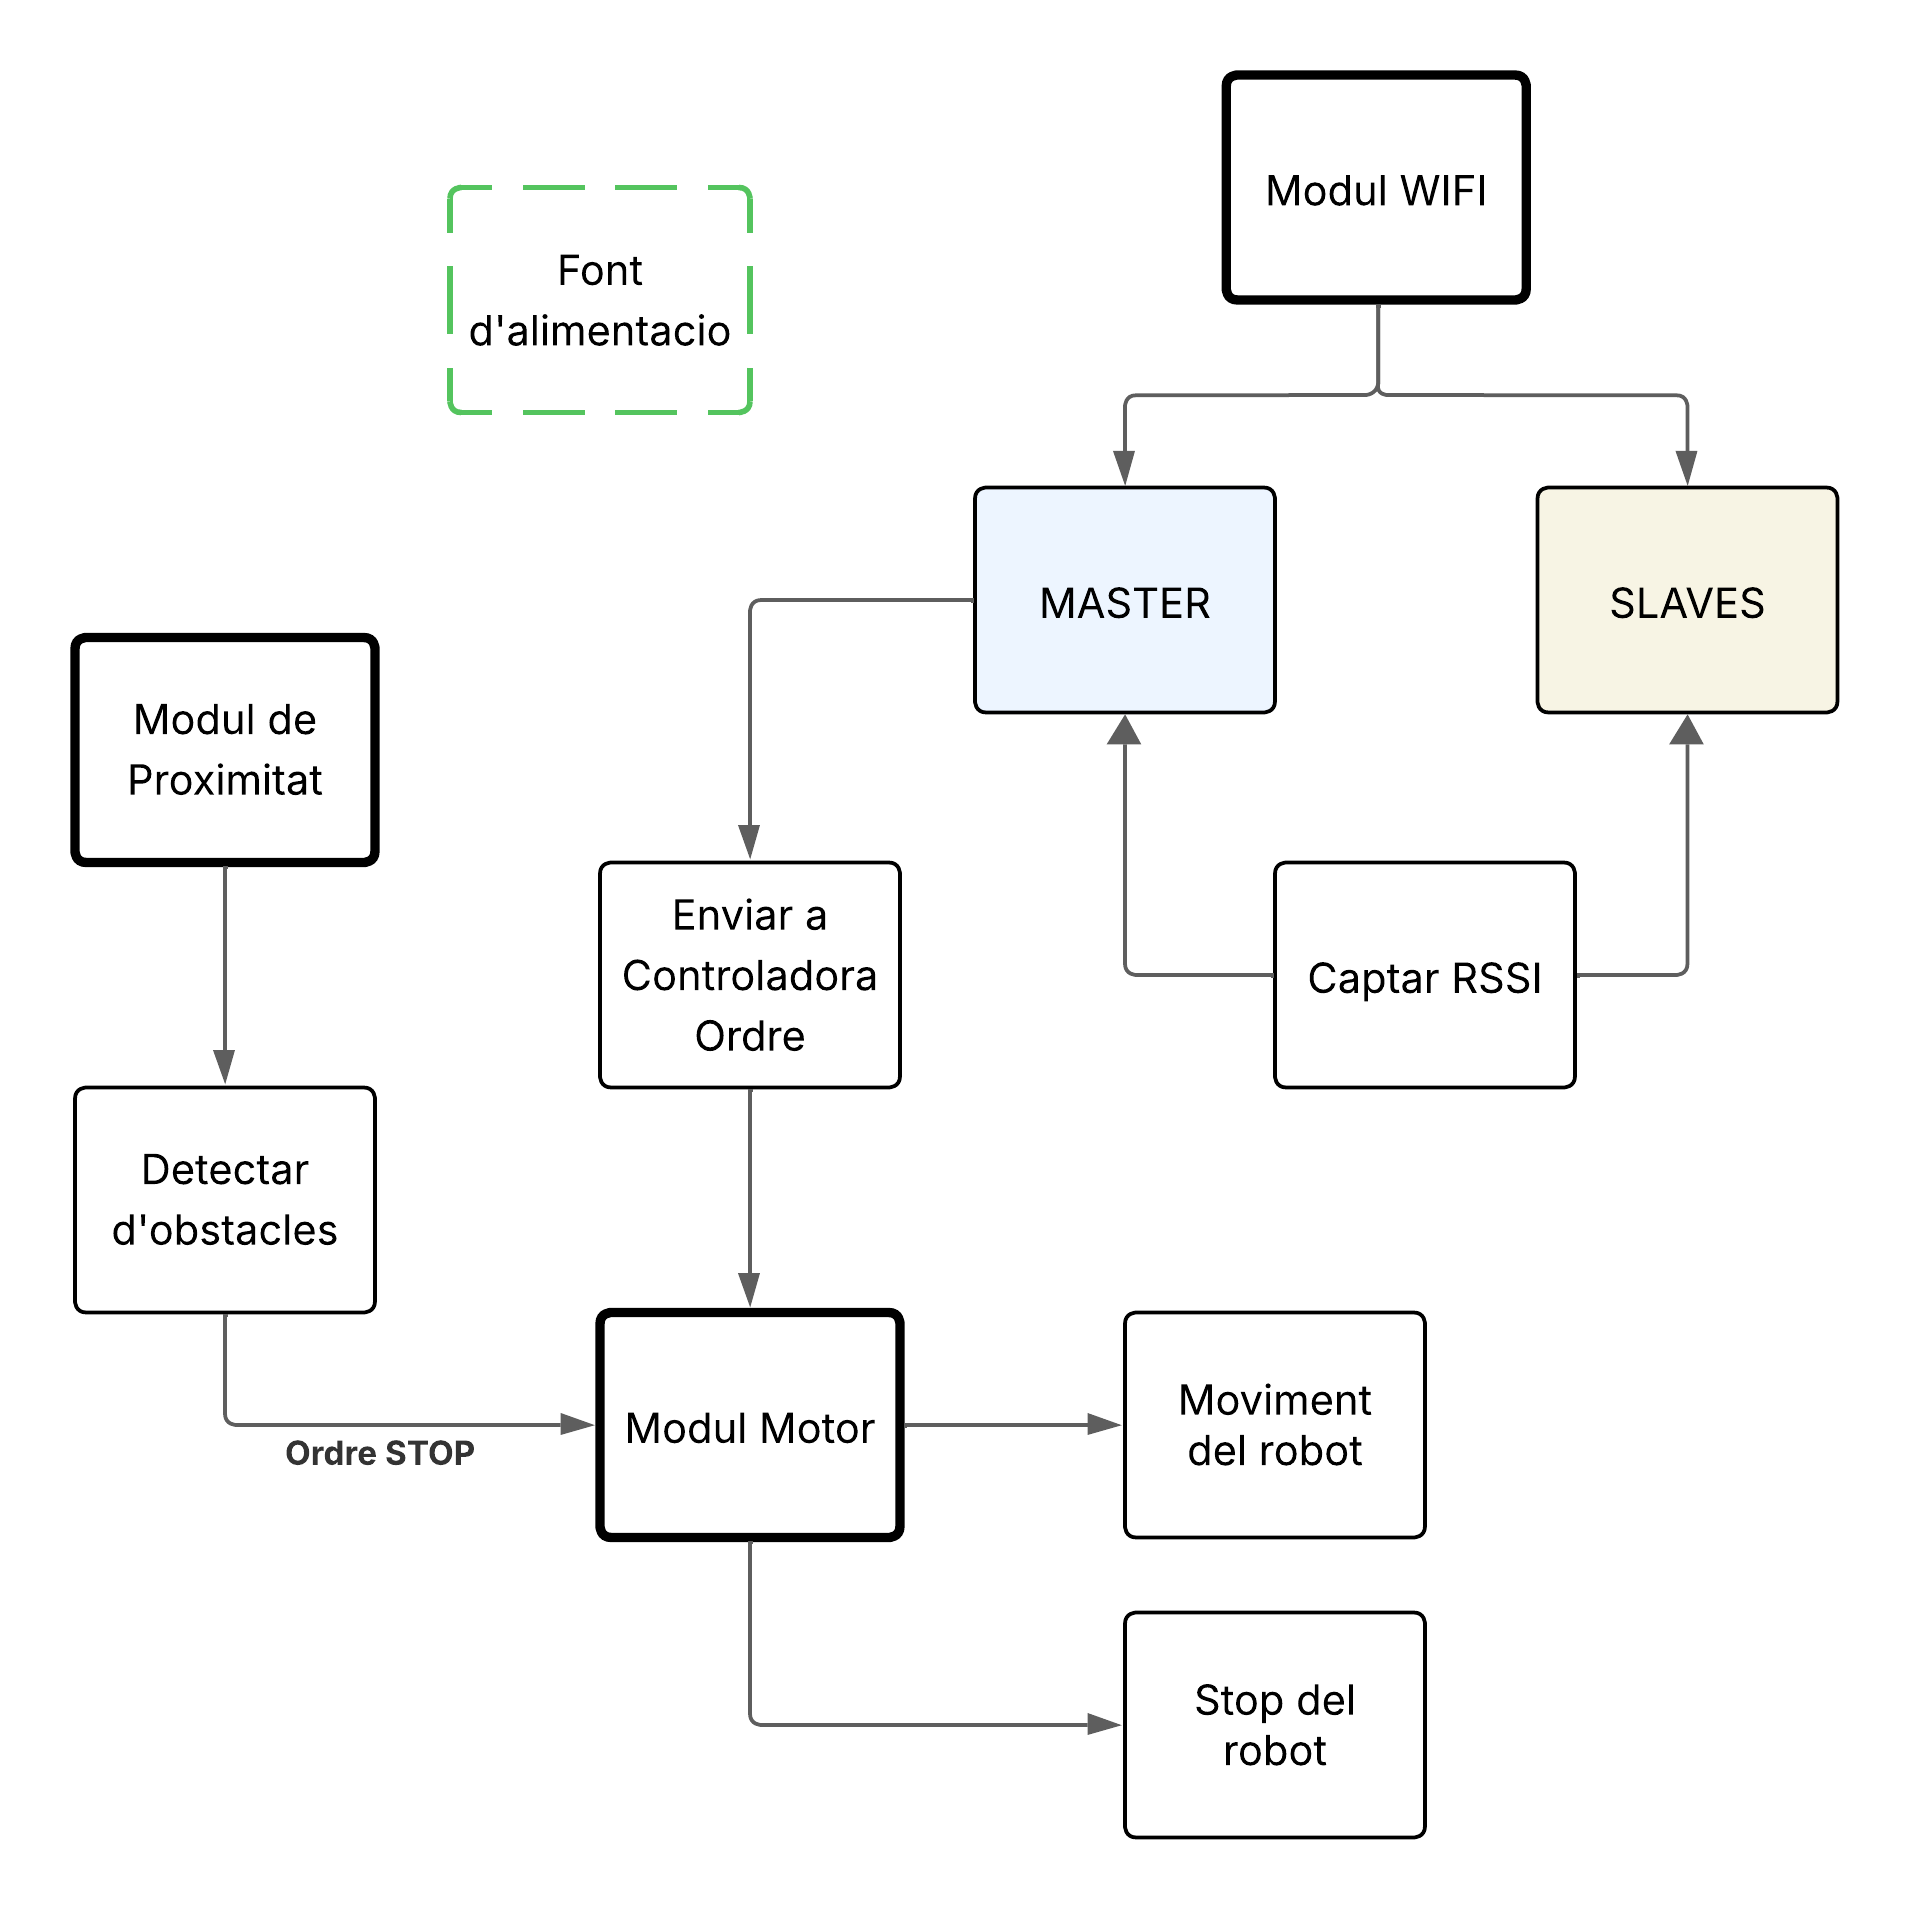 Modul WIFI
Font
d'alimentacio
MASTER
SLAVES
Modul de
Proximitat
Enviar a
Controladora
Ordre
Captar RSSI
Detectar
d'obstacles
Modul Motor
Moviment
del robot
Ordre STOP
Stop del
robot